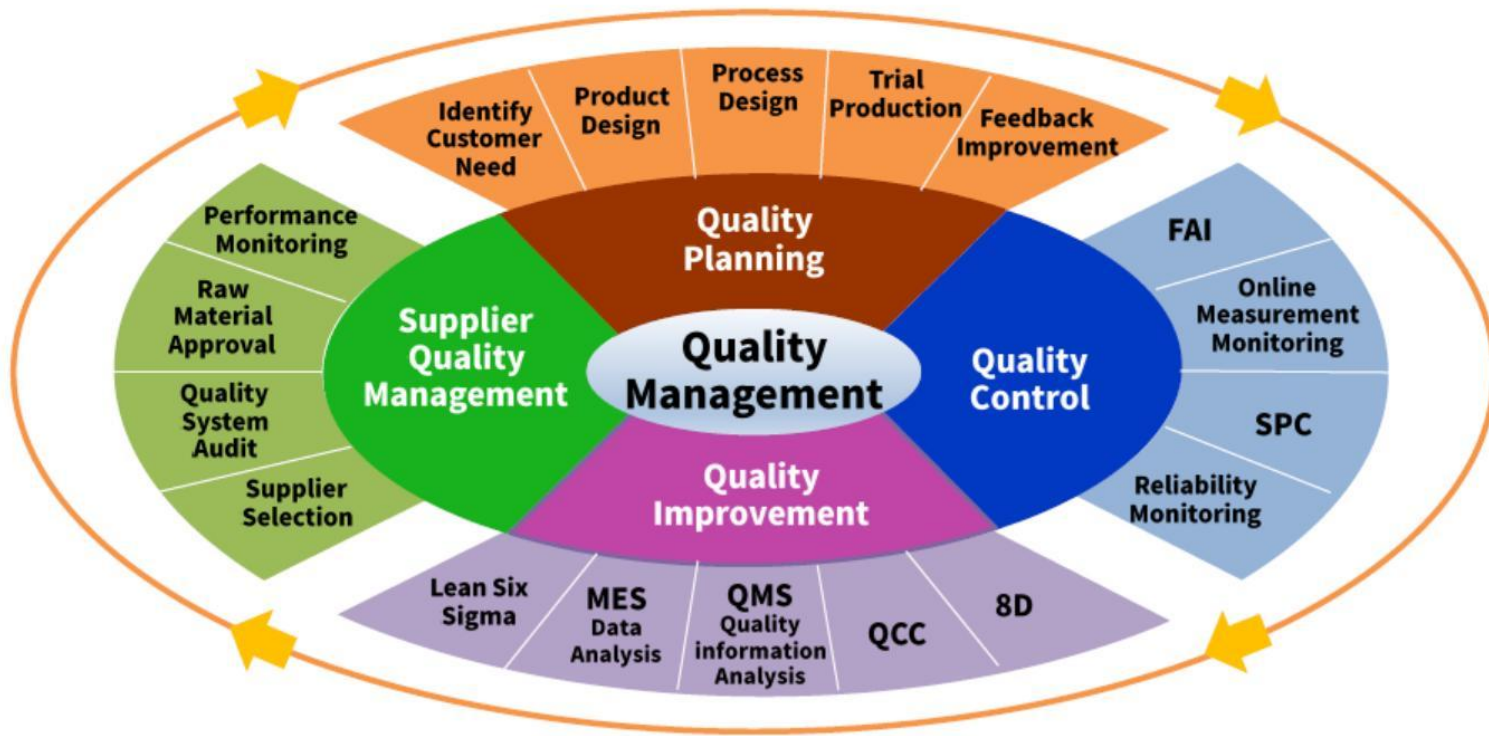 Identify
Customer
Need
Product
Design
Process
Design
Trial
Production
Feedback
Improvement
Quality
Planning
Performance
Monitoring
Raw
Material
Approval
Quality
System
Audit
Supplier
Selection
Supplier
Quality
Management
Quality
Management
Quality
Control
FAI
Online
Measurement
Monitoring
SPC
Reliability
Monitoring
Quality
Improvement
Lean Six
Sigma
MES
Data
Analysis
QMS
Quality
information
Analysis
QCC
8D